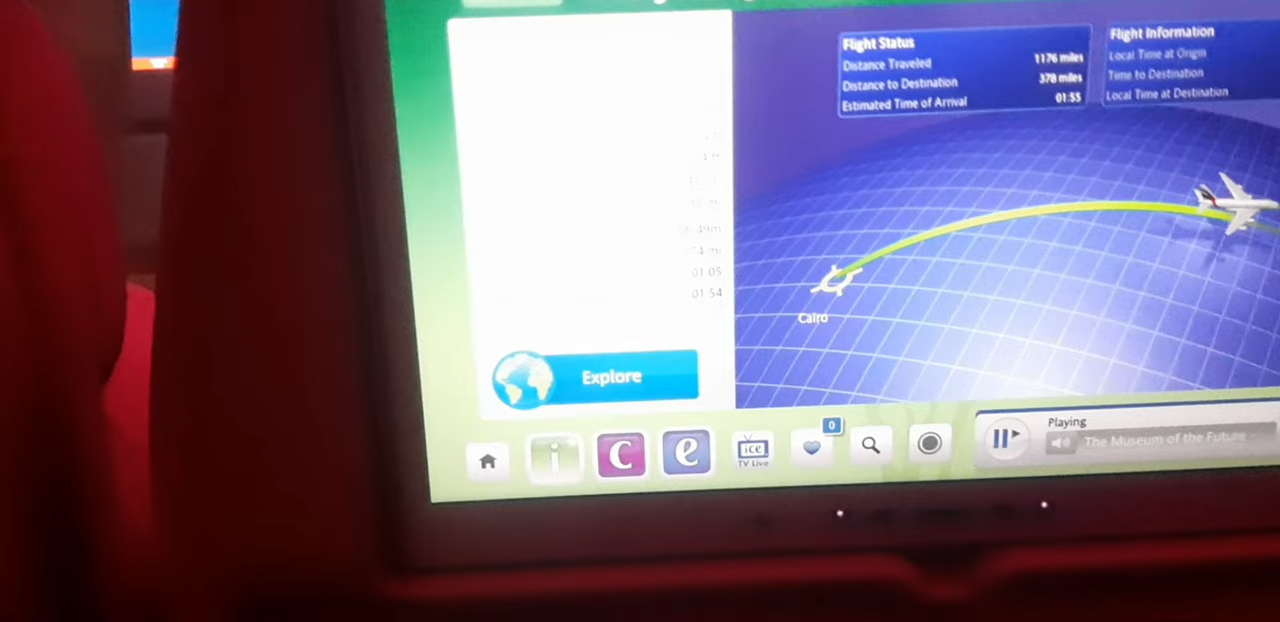 Flight Status
Distance Traveled 1176 miles
Distance to Destination 378 miles
Estimated Time of Arrival 01:55
Flight Information
Local Time at Origin
Time to Destination
Local Time at Destination
01 05
01 54
Cairo
Explore
0
i
C
e
ice
TV Live
Playing
The Museum of the Future